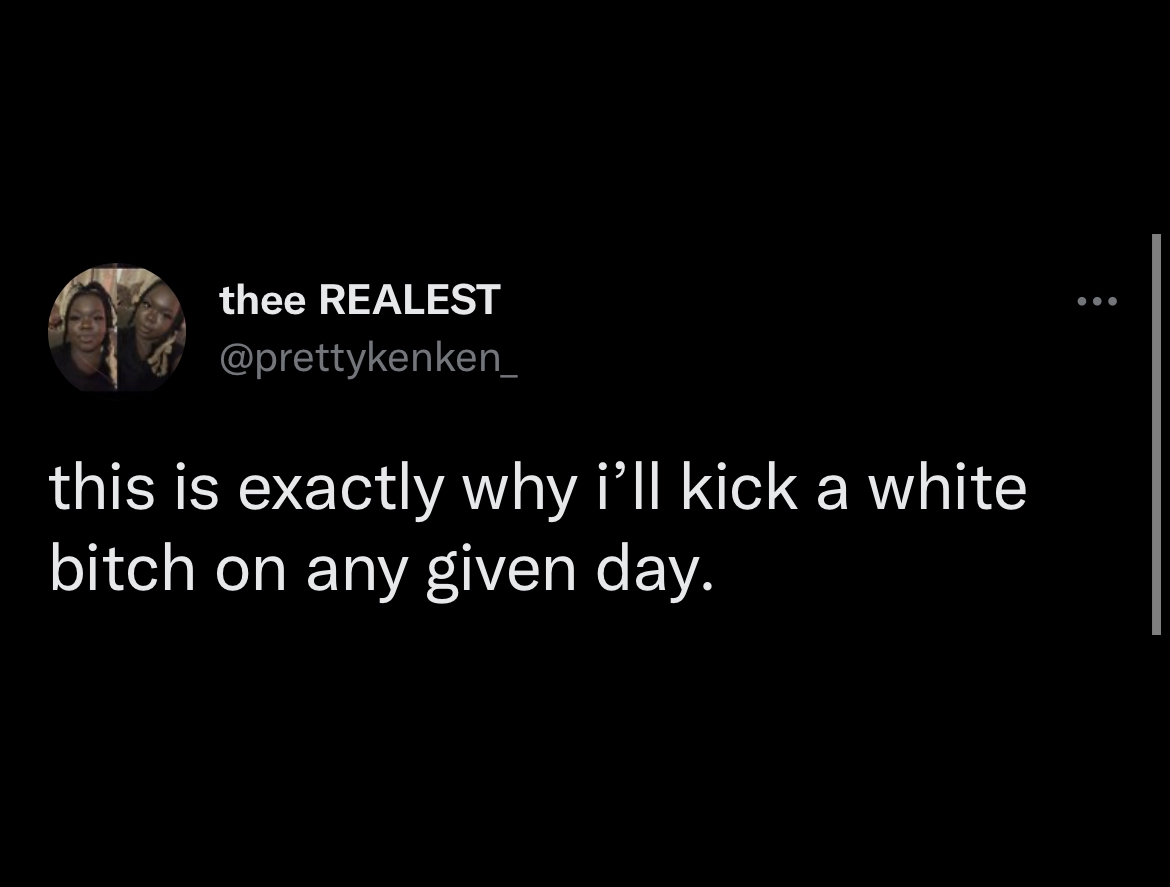 thee REALEST
@prettykenken_
this is exactly why i’ll kick a white
bitch on any given day.